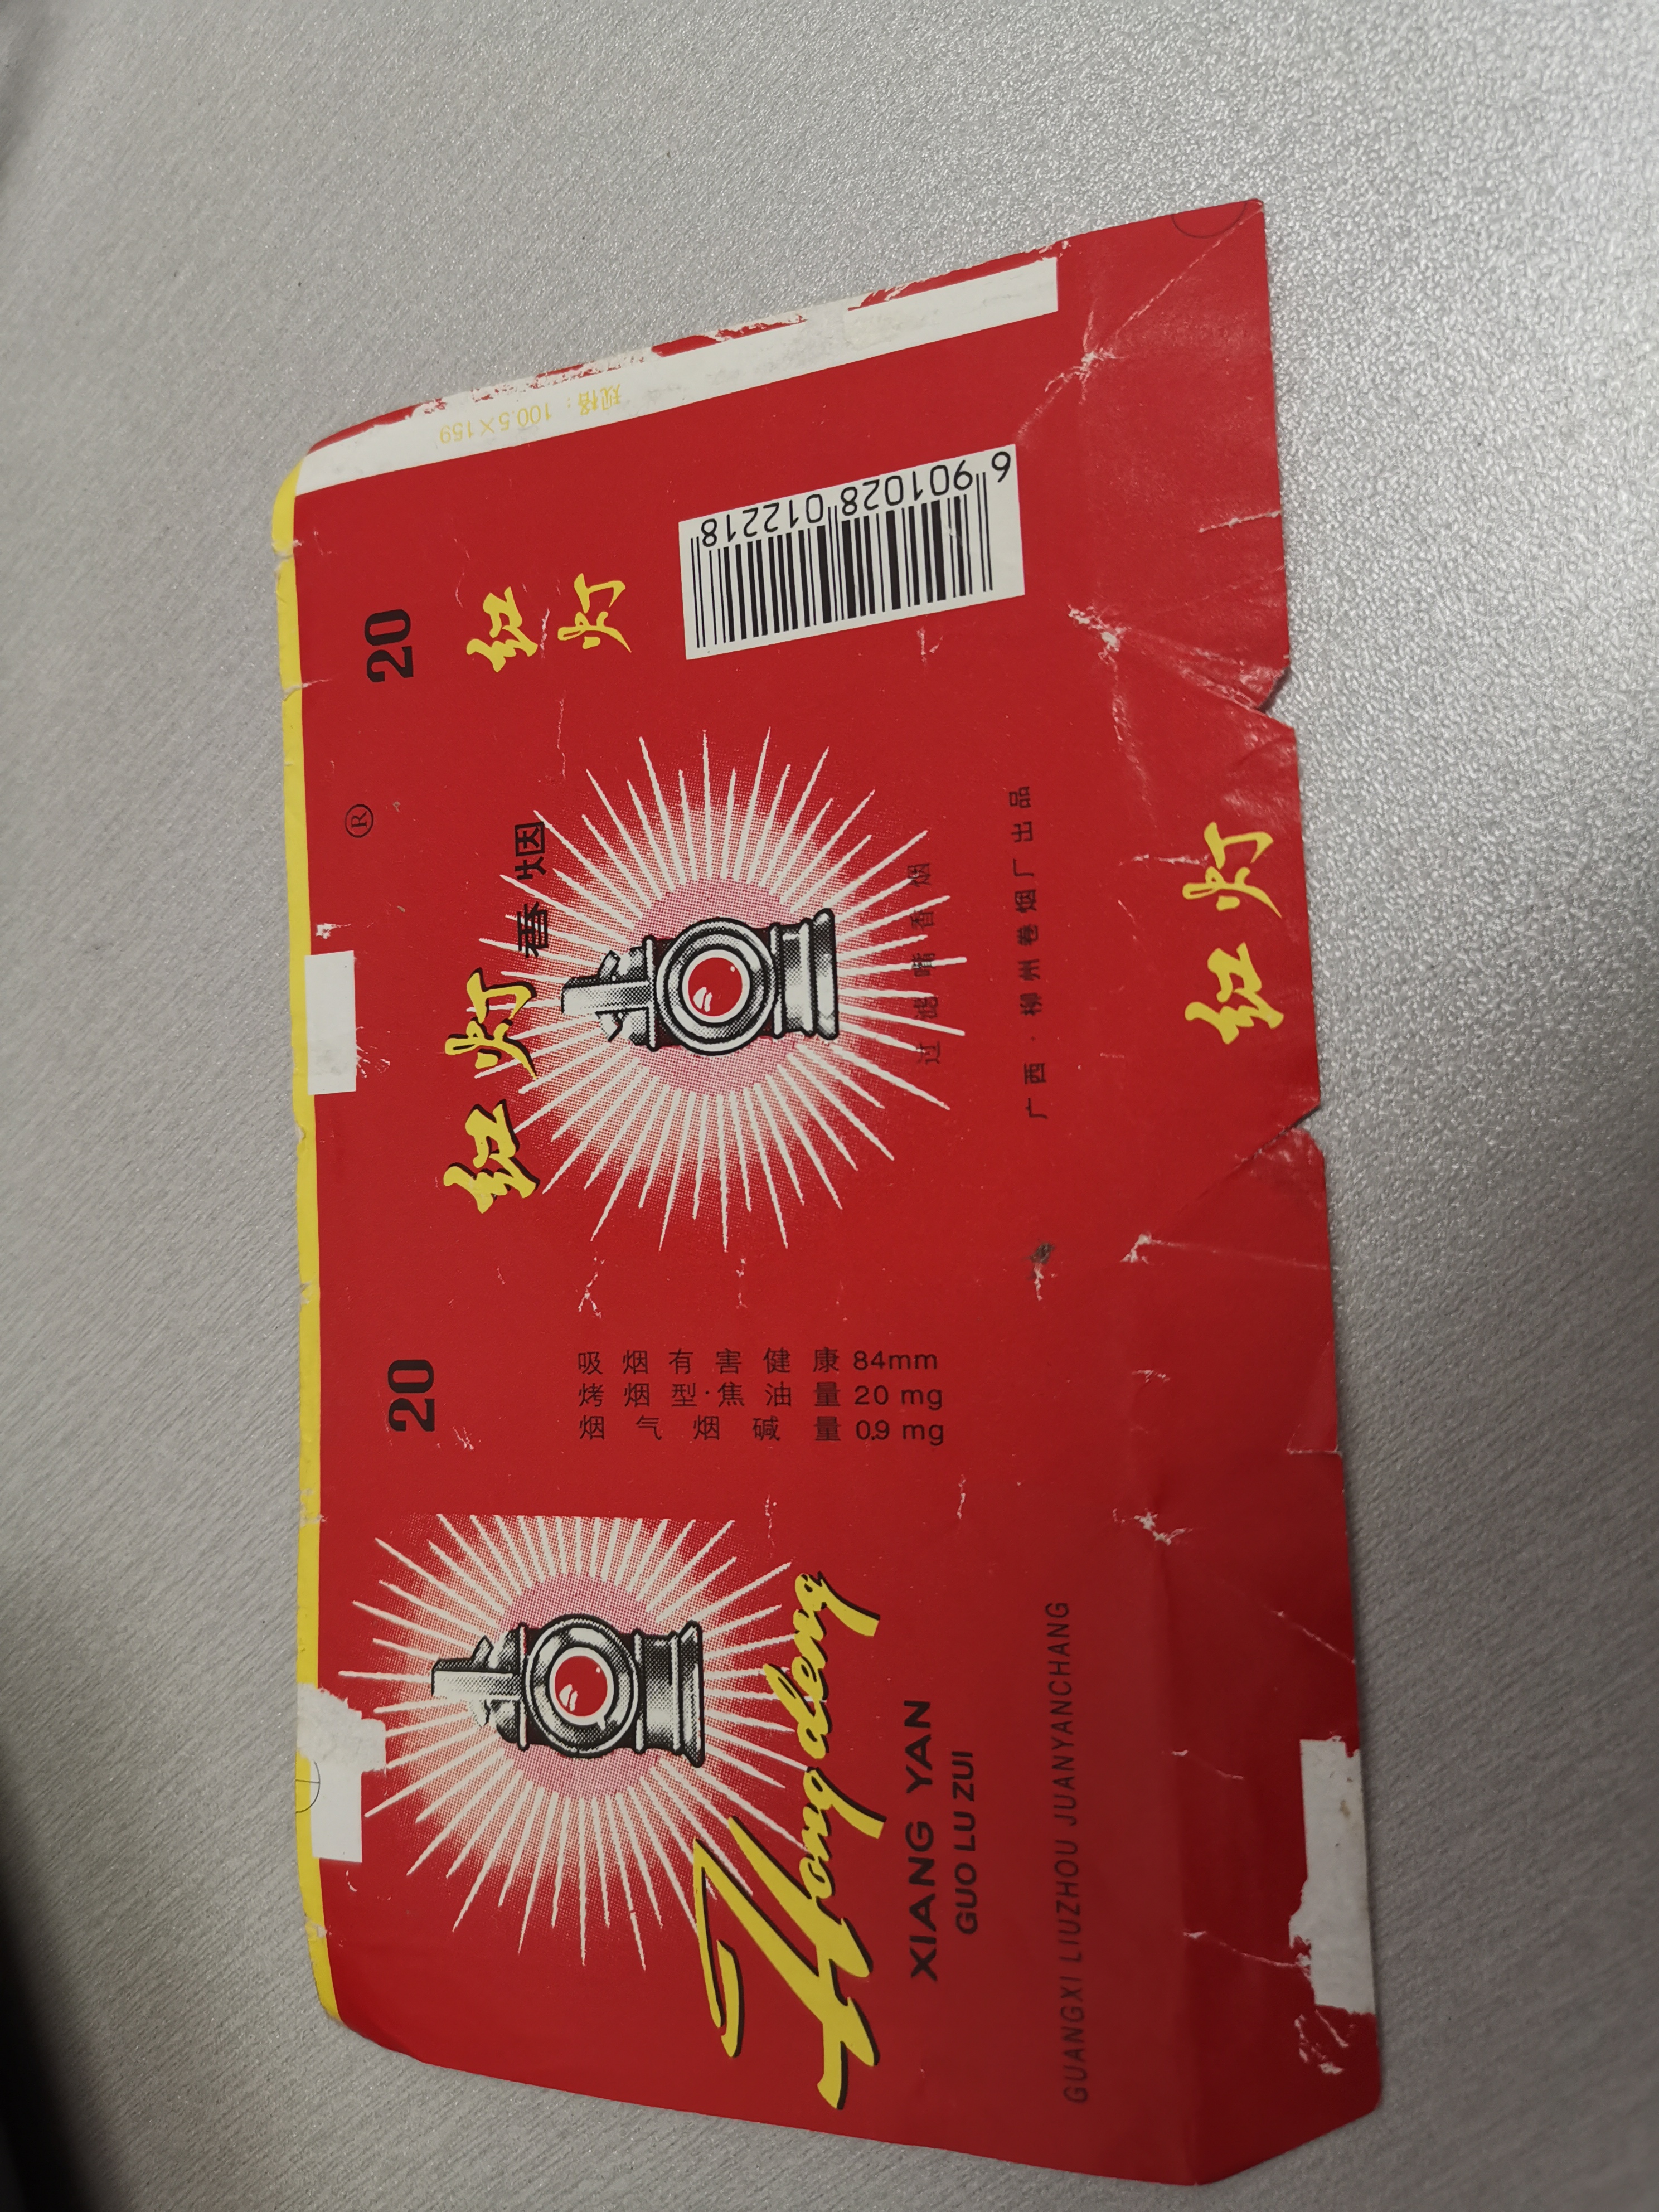 规格：100.5×159
20
红灯
6 901028 012218
®
红灯
香烟
过滤嘴香烟
广西·柳州卷烟厂出品
红灯
20
吸烟有害健康 84mm
烤烟型·焦油量 20 mg
烟气烟碱量 0.9 mg
Hongdeng
XIANG YAN
GUO LU ZUI
GUANGXI LIUZHOU JUANYANCHANG